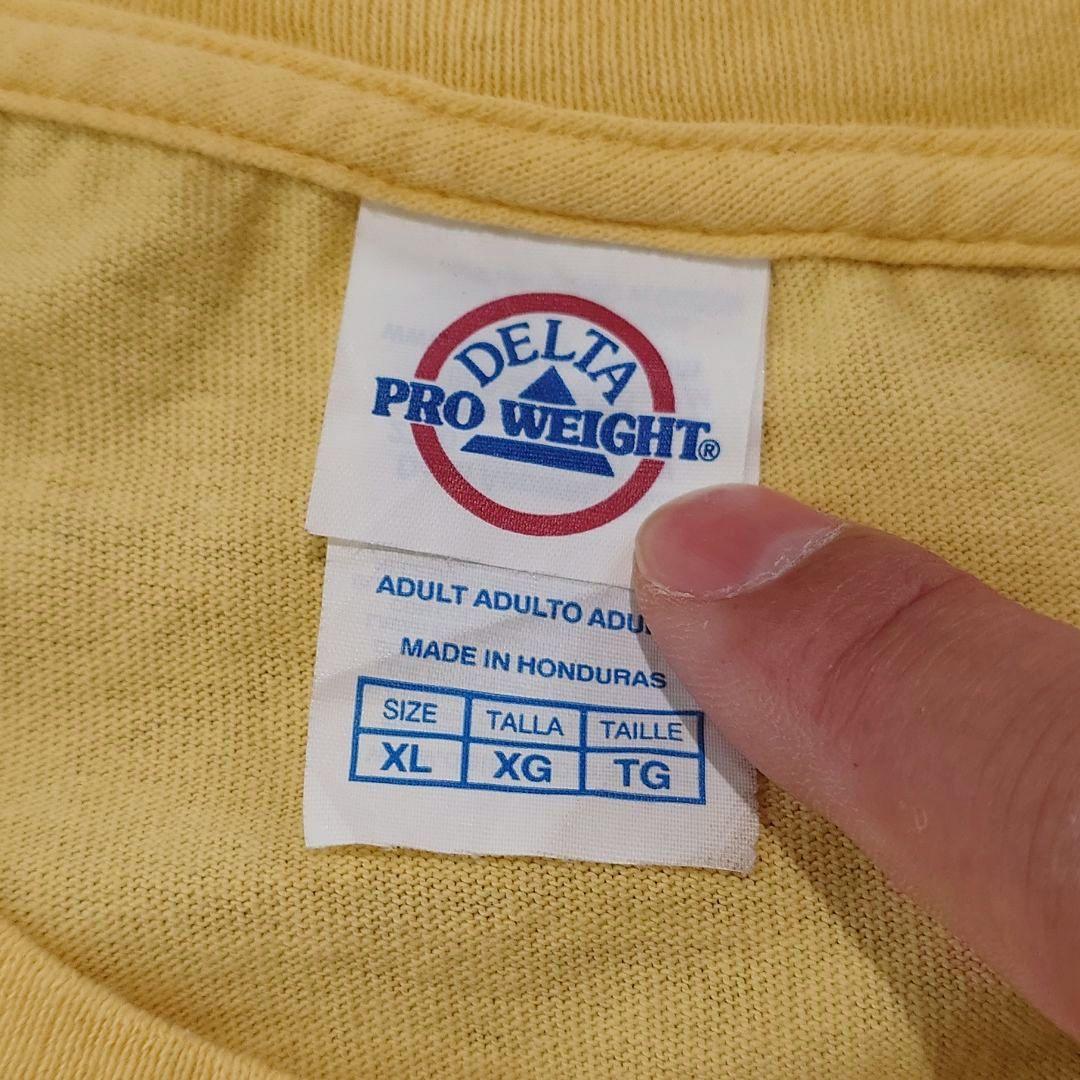 DELTA
PRO WEIGHT®
ADULT ADULTO
MADE IN HONDURAS
SIZE TALLA TAILLE
XL XG TG